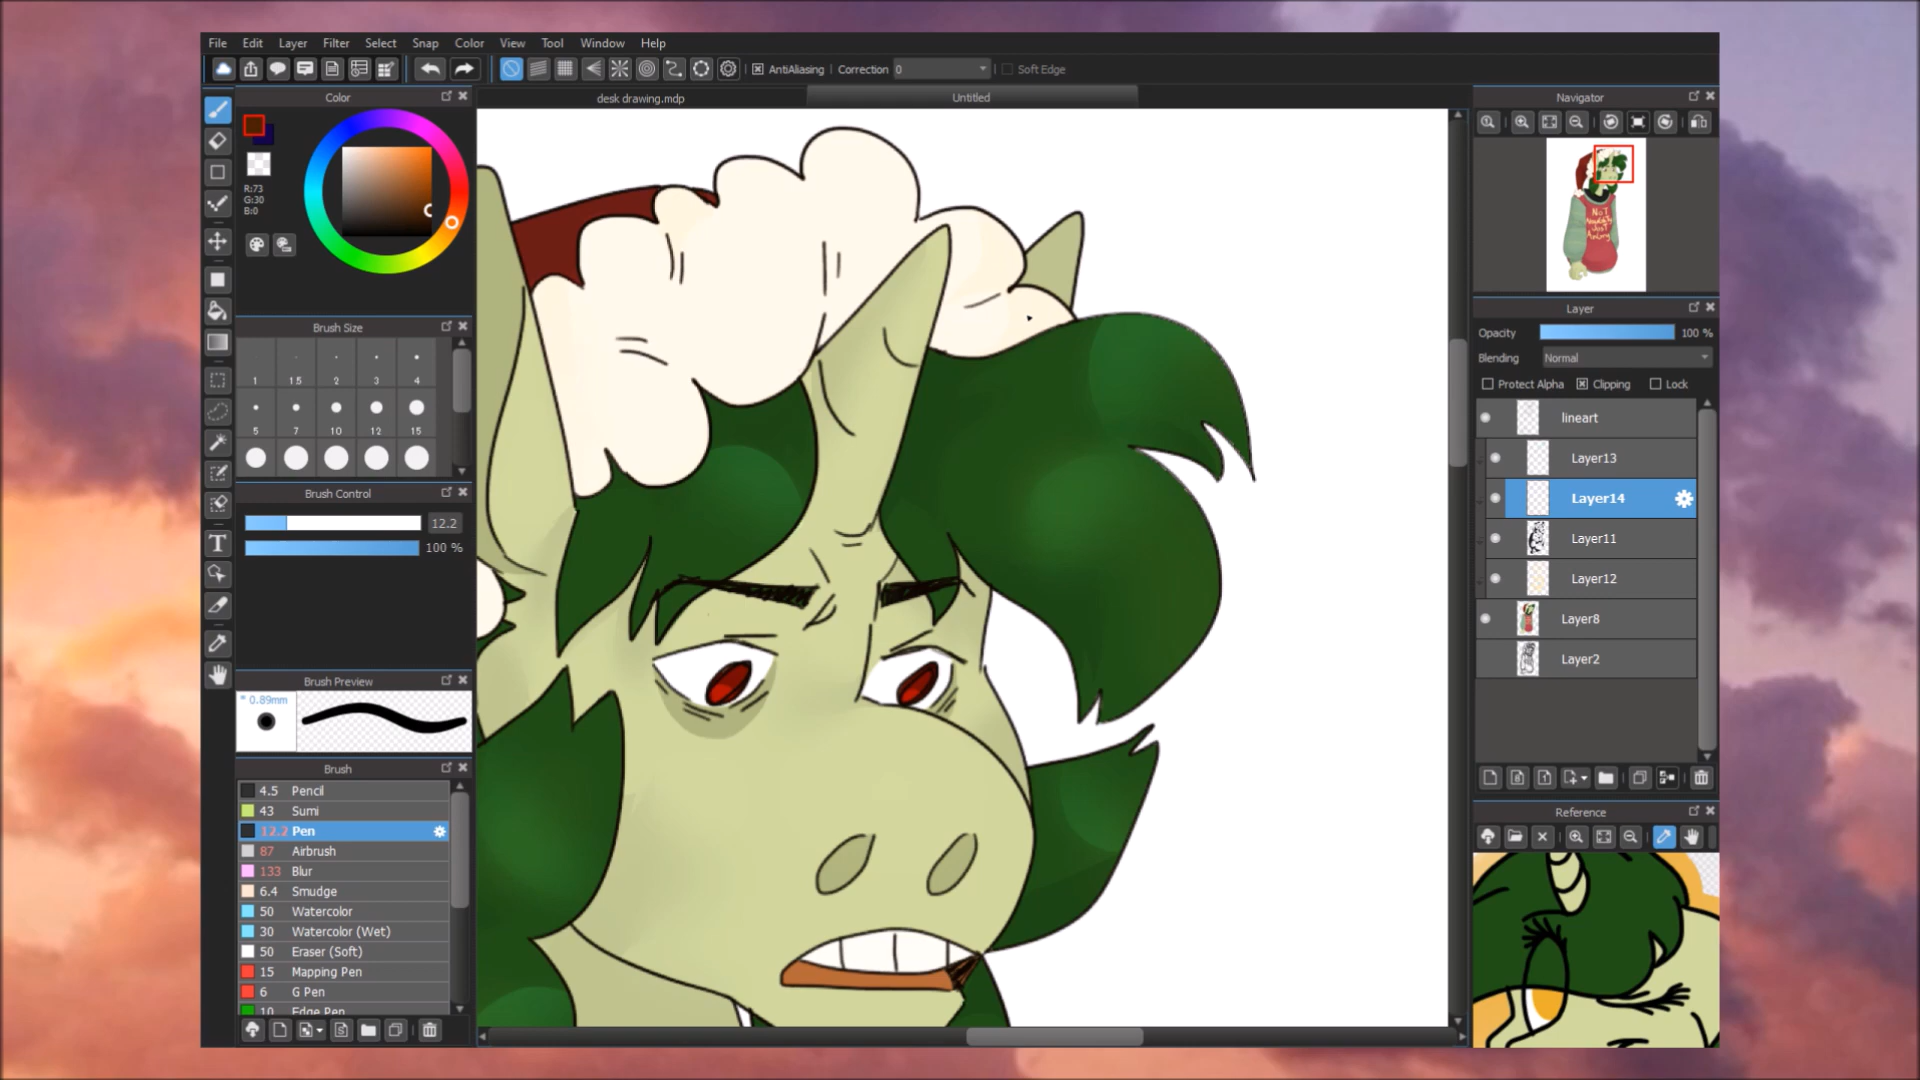 File Edit Layer Filter Select Snap Color View Tool Window Help
AntiAliasing Correction 0 Soft Edge
Color
desk drawing.mdp
Untitled
Navigator
R:73
G:30
B:0
NOT
Naughty
Just
Angry
Layer
Brush Size
Opacity 100 %
Blending Normal
Protect Alpha Clipping Lock
1 1.5 2 3 4
5 7 10 12 15
lineart
Layer13
Layer14
Layer11
Layer12
Layer8
Layer2
Brush Control
12.2
100 %
Brush Preview
* 0.89mm
Brush
4.5 Pencil
43 Sumi
12.2 Pen
87 Airbrush
133 Blur
6.4 Smudge
50 Watercolor
30 Watercolor (Wet)
50 Eraser (Soft)
15 Mapping Pen
6 G Pen
10 Edge Pen
Reference